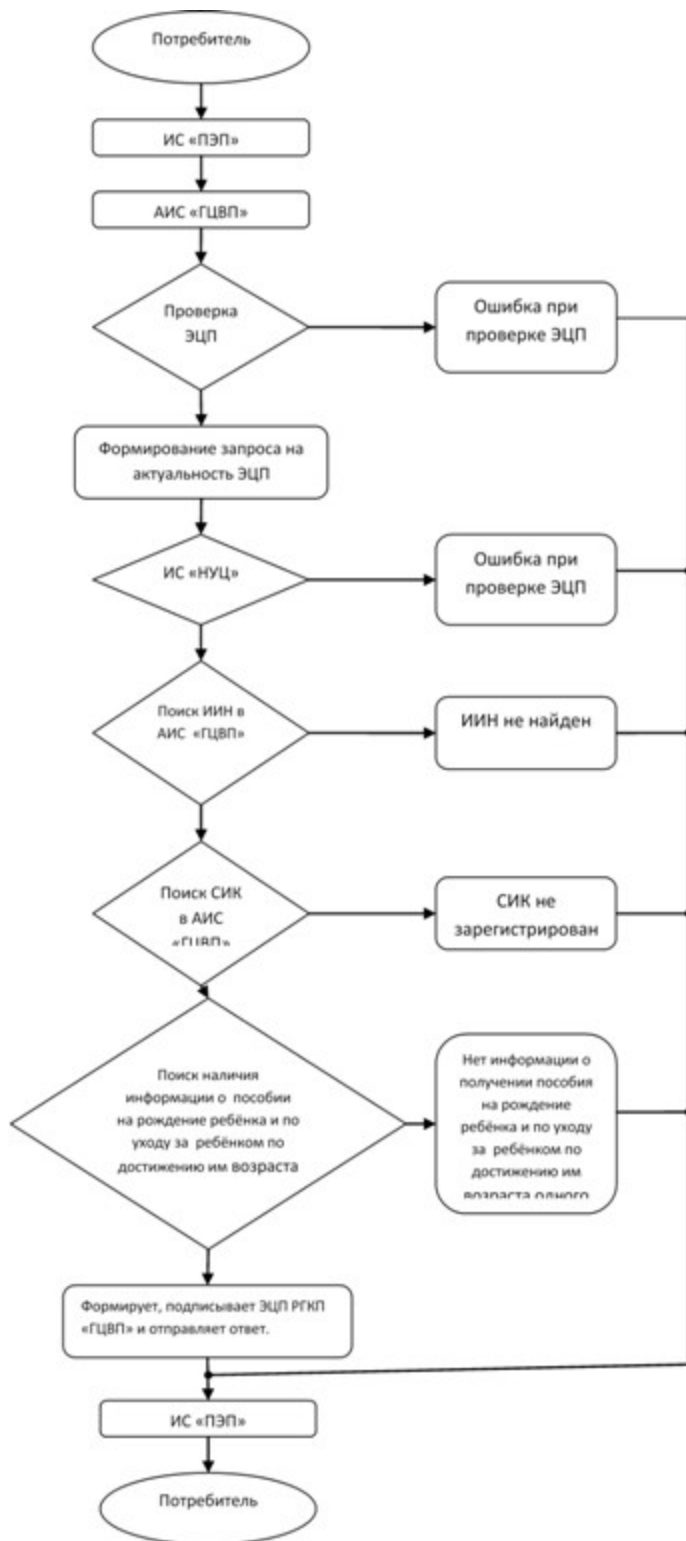 Потребитель
ИС «ПЭП»
АИС «ГЦВП»
Проверка
ЭЦП
Ошибка при
проверке ЭЦП
Формирование запроса на
актуальность ЭЦП
ИС «НУЦ»
Ошибка при
проверке ЭЦП
Поиск ИИН в
АИС «ГЦВП»
ИИН не найден
Поиск СИК
в АИС
«ГЦВП»
СИК не
зарегистрирован
Поиск наличия
информации о пособии
на рождение ребёнка и по
уходу за ребёнком по
достижению им возраста
Нет информации о
получении пособия
на рождение
ребёнка и по уходу
за ребёнком по
достижению им
возраста одного
Формирует, подписывает ЭЦП РГКП
«ГЦВП» и отправляет ответ.
ИС «ПЭП»
Потребитель